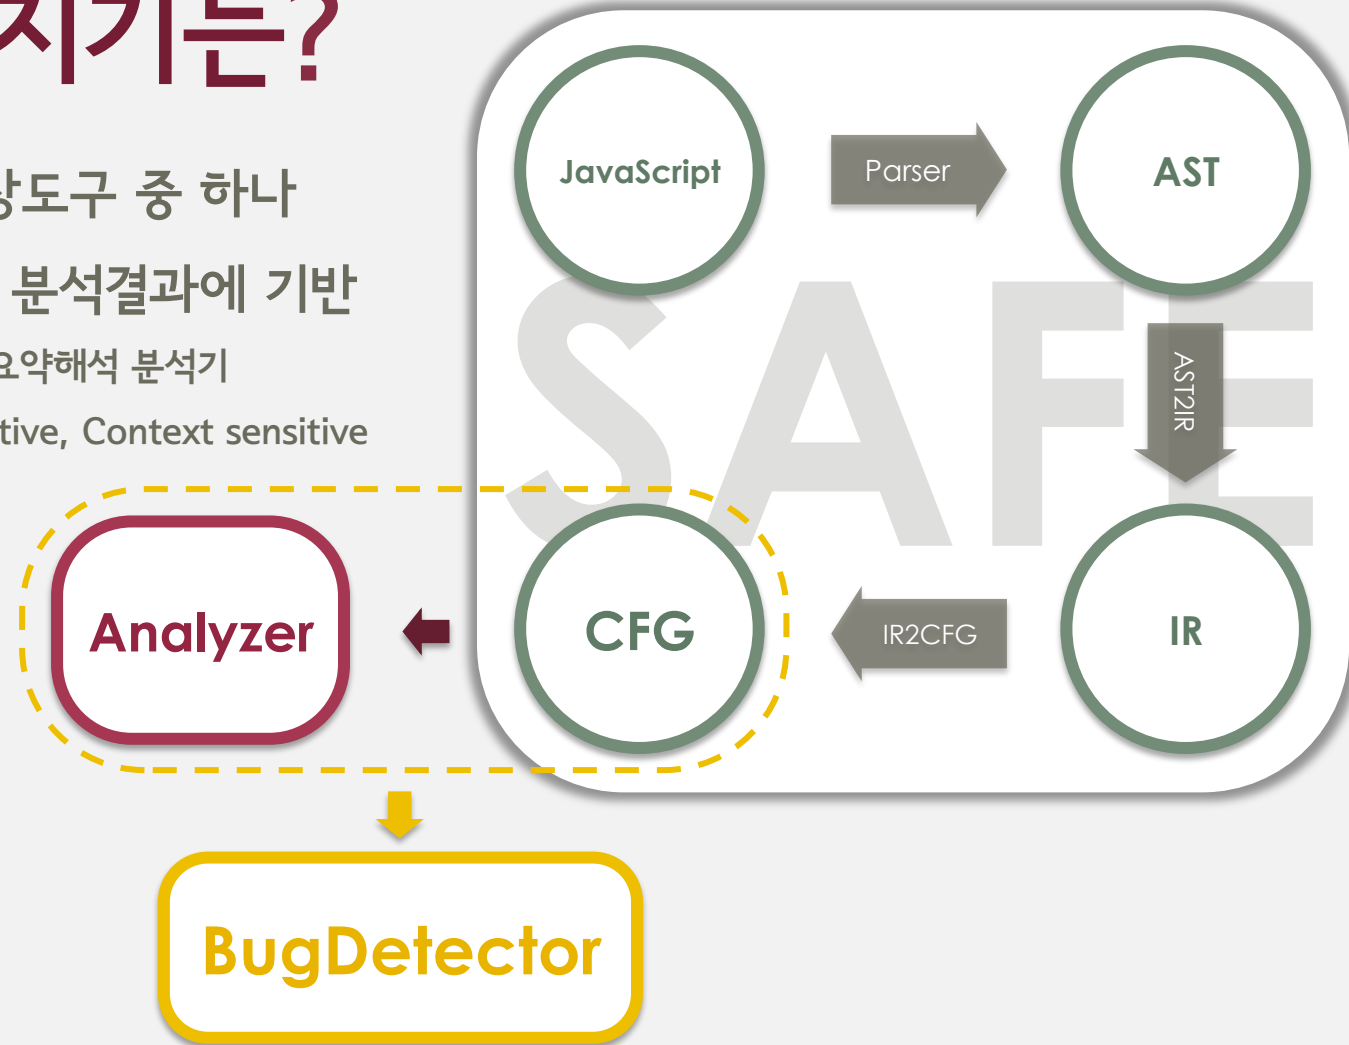 지기는?
장도구 중 하나
분석결과에 기반
요약해석 분석기
tive, Context sensitive
SAFE
JavaScript
Parser
AST
AST2IR
IR
IR2CFG
CFG
Analyzer
BugDetector